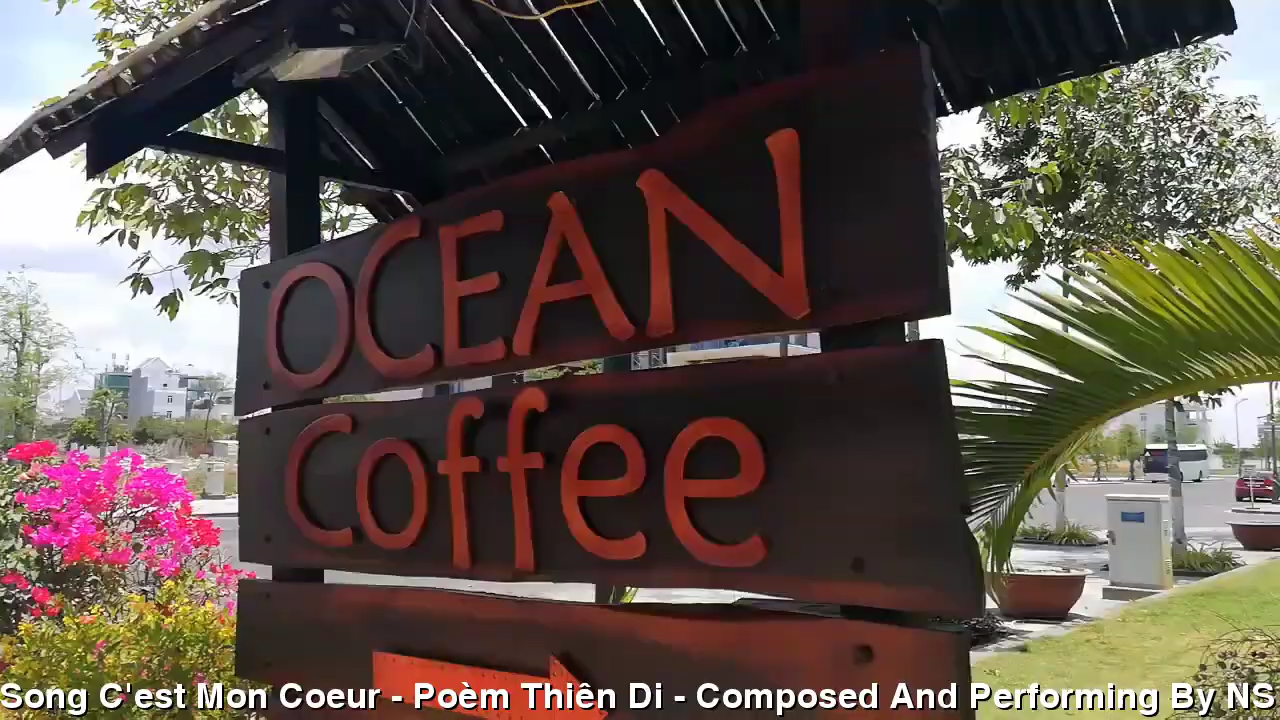 OCEAN
Coffee
Song C'est Mon Coeur - Poèm Thiên Di - Composed And Performing By NS